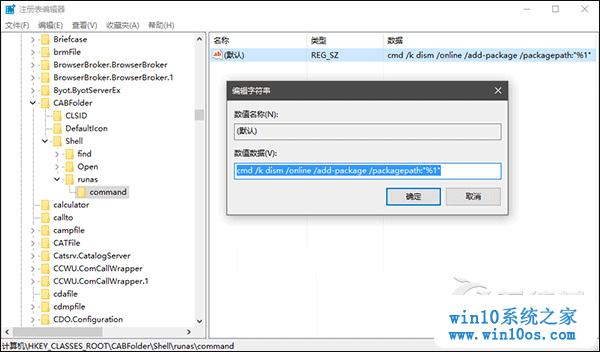 注册表编辑器
文件(F) 编辑(E) 查看(V) 收藏夹(A) 帮助(H)
Briefcase
brmFile
BrowserBroker.BrowserBroker
BrowserBroker.BrowserBroker.1
Byot.ByotServerEx
CABFolder
CLSID
DefaultIcon
Shell
find
Open
runas
command
calculator
callto
campfile
CATFile
Catsrv.CatalogServer
CCWU.ComCallWrapper
CCWU.ComCallWrapper.1
cdafile
cdmpfile
CDO.Configuration
名称 类型 数据
(默认) REG_SZ cmd /k dism /online /add-package /packagepath:"%1"
编辑字符串
数值名称(N):
(默认)
数值数据(V):
cmd /k dism /online /add-package /packagepath:"%1"
确定 取消
计算机\HKEY_CLASSES_ROOT\CABFolder\Shell\runas\command
win10系统之家
www.win10os.com